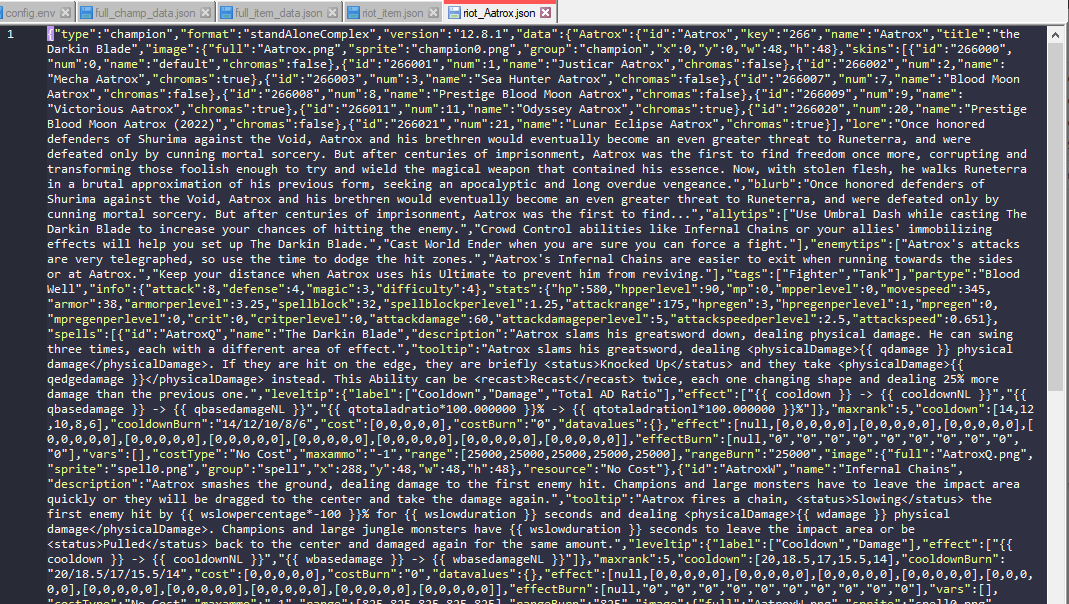 config.env full_champ_data.json full_item_data.json riot_item.json riot_Aatrox.json
1 {"type":"champion","format":"standAloneComplex","version":"12.8.1","data":{"Aatrox":{"id":"Aatrox","key":"266","name":"Aatrox","title":"the
Darkin Blade","image":{"full":"Aatrox.png","sprite":"champion0.png","group":"champion","x":0,"y":0,"w":48,"h":48},"skins":[{"id":"266000",
"num":0,"name":"default","chromas":false},{"id":"266001","num":1,"name":"Justicar Aatrox","chromas":false},{"id":"266002","num":2,"name":
"Mecha Aatrox","chromas":true},{"id":"266003","num":3,"name":"Sea Hunter Aatrox","chromas":false},{"id":"266007","num":7,"name":"Blood Moon
Aatrox","chromas":false},{"id":"266008","num":8,"name":"Prestige Blood Moon Aatrox","chromas":false},{"id":"266009","num":9,"name":
"Victorious Aatrox","chromas":true},{"id":"266011","num":11,"name":"Odyssey Aatrox","chromas":true},{"id":"266020","num":20,"name":"Prestige
Blood Moon Aatrox (2022)","chromas":false},{"id":"266021","num":21,"name":"Lunar Eclipse Aatrox","chromas":true}],"lore":"Once honored
defenders of Shurima against the Void, Aatrox and his brethren would eventually become an even greater threat to Runeterra, and were
defeated only by cunning mortal sorcery. But after centuries of imprisonment, Aatrox was the first to find freedom once more, corrupting and
transforming those foolish enough to try and wield the magical weapon that contained his essence. Now, with stolen flesh, he walks Runeterra
in a brutal approximation of his previous form, seeking an apocalyptic and long overdue vengeance.","blurb":"Once honored defenders of
Shurima against the Void, Aatrox and his brethren would eventually become an even greater threat to Runeterra, and were defeated only by
cunning mortal sorcery. But after centuries of imprisonment, Aatrox was the first to find...","allytips":["Use Umbral Dash while casting The
Darkin Blade to increase your chances of hitting the enemy.","Crowd Control abilities like Infernal Chains or your allies' immobilizing
effects will help you set up The Darkin Blade.","Cast World Ender when you are sure you can force a fight."],"enemytips":["Aatrox's attacks
are very telegraphed, so use the time to dodge the hit zones.","Aatrox's Infernal Chains are easier to exit when running towards the sides
or at Aatrox.","Keep your distance when Aatrox uses his Ultimate to prevent him from reviving."],"tags":["Fighter","Tank"],"partype":"Blood
Well","info":{"attack":8,"defense":4,"magic":3,"difficulty":4},"stats":{"hp":580,"hpperlevel":90,"mp":0,"mpperlevel":0,"movespeed":345,
"armor":38,"armorperlevel":3.25,"spellblock":32,"spellblockperlevel":1.25,"attackrange":175,"hpregen":3,"hpregenperlevel":1,"mpregen":0,
"mpregenperlevel":0,"crit":0,"critperlevel":0,"attackdamage":60,"attackdamageperlevel":5,"attackspeedperlevel":2.5,"attackspeed":0.651},
"spells":[{"id":"AatroxQ","name":"The Darkin Blade","description":"Aatrox slams his greatsword down, dealing physical damage. He can swing
three times, each with a different area of effect.","tooltip":"Aatrox slams his greatsword, dealing <physicalDamage>{{ qdamage }} physical
damage</physicalDamage>. If they are hit on the edge, they are briefly <status>Knocked Up</status> and they take <physicalDamage>{{
qedgedamage }}</physicalDamage> instead. This Ability can be <recast>Recast</recast> twice, each one changing shape and dealing 25% more
damage than the previous one.","leveltip":{"label":["Cooldown","Damage","Total AD Ratio"],"effect":["{{ cooldown }} -> {{ cooldownNL }}","{{
qbasedamage }} -> {{ qbasedamageNL }}","{{ qtotaladratio*100.000000 }}% -> {{ qtotaladrationl*100.000000 }}%"]},"maxrank":5,"cooldown":[14,12
,10,8,6],"cooldownBurn":"14/12/10/8/6","cost":[0,0,0,0,0],"costBurn":"0","datavalues":{},"effect":[null,[0,0,0,0,0],[0,0,0,0,0],[0,0,0,0,0],[
0,0,0,0,0],[0,0,0,0,0],[0,0,0,0,0],[0,0,0,0,0],[0,0,0,0,0],[0,0,0,0,0],[0,0,0,0,0]],"effectBurn":[null,"0","0","0","0","0","0","0","0","0",
"0"],"vars":[],"costType":"No Cost","maxammo":"-1","range":[25000,25000,25000,25000,25000],"rangeBurn":"25000","image":{"full":"AatroxQ.png",
"sprite":"spell0.png","group":"spell","x":288,"y":48,"w":48,"h":48},"resource":"No Cost"},{"id":"AatroxW","name":"Infernal Chains",
"description":"Aatrox smashes the ground, dealing damage to the first enemy hit. Champions and large monsters have to leave the impact area
quickly or they will be dragged to the center and take the damage again.","tooltip":"Aatrox fires a chain, <status>Slowing</status> the
first enemy hit by {{ wslowpercentage*-100 }}% for {{ wslowduration }} seconds and dealing <physicalDamage>{{ wdamage }} physical
damage</physicalDamage>. Champions and large jungle monsters have {{ wslowduration }} seconds to leave the impact area or be
<status>Pulled</status> back to the center and damaged again for the same amount.","leveltip":{"label":["Cooldown","Damage"],"effect":["{{
cooldown }} -> {{ cooldownNL }}","{{ wbasedamage }} -> {{ wbasedamageNL }}"]},"maxrank":5,"cooldown":[20,18.5,17,15.5,14],"cooldownBurn":
"20/18.5/17/15.5/14","cost":[0,0,0,0,0],"costBurn":"0","datavalues":{},"effect":[null,[0,0,0,0,0],[0,0,0,0,0],[0,0,0,0,0],[0,0,0,0,0],[0,0,0,
0,0],[0,0,0,0,0],[0,0,0,0,0],[0,0,0,0,0],[0,0,0,0,0],[0,0,0,0,0]],"effectBurn":[null,"0","0","0","0","0","0","0","0","0","0"],"vars":[],